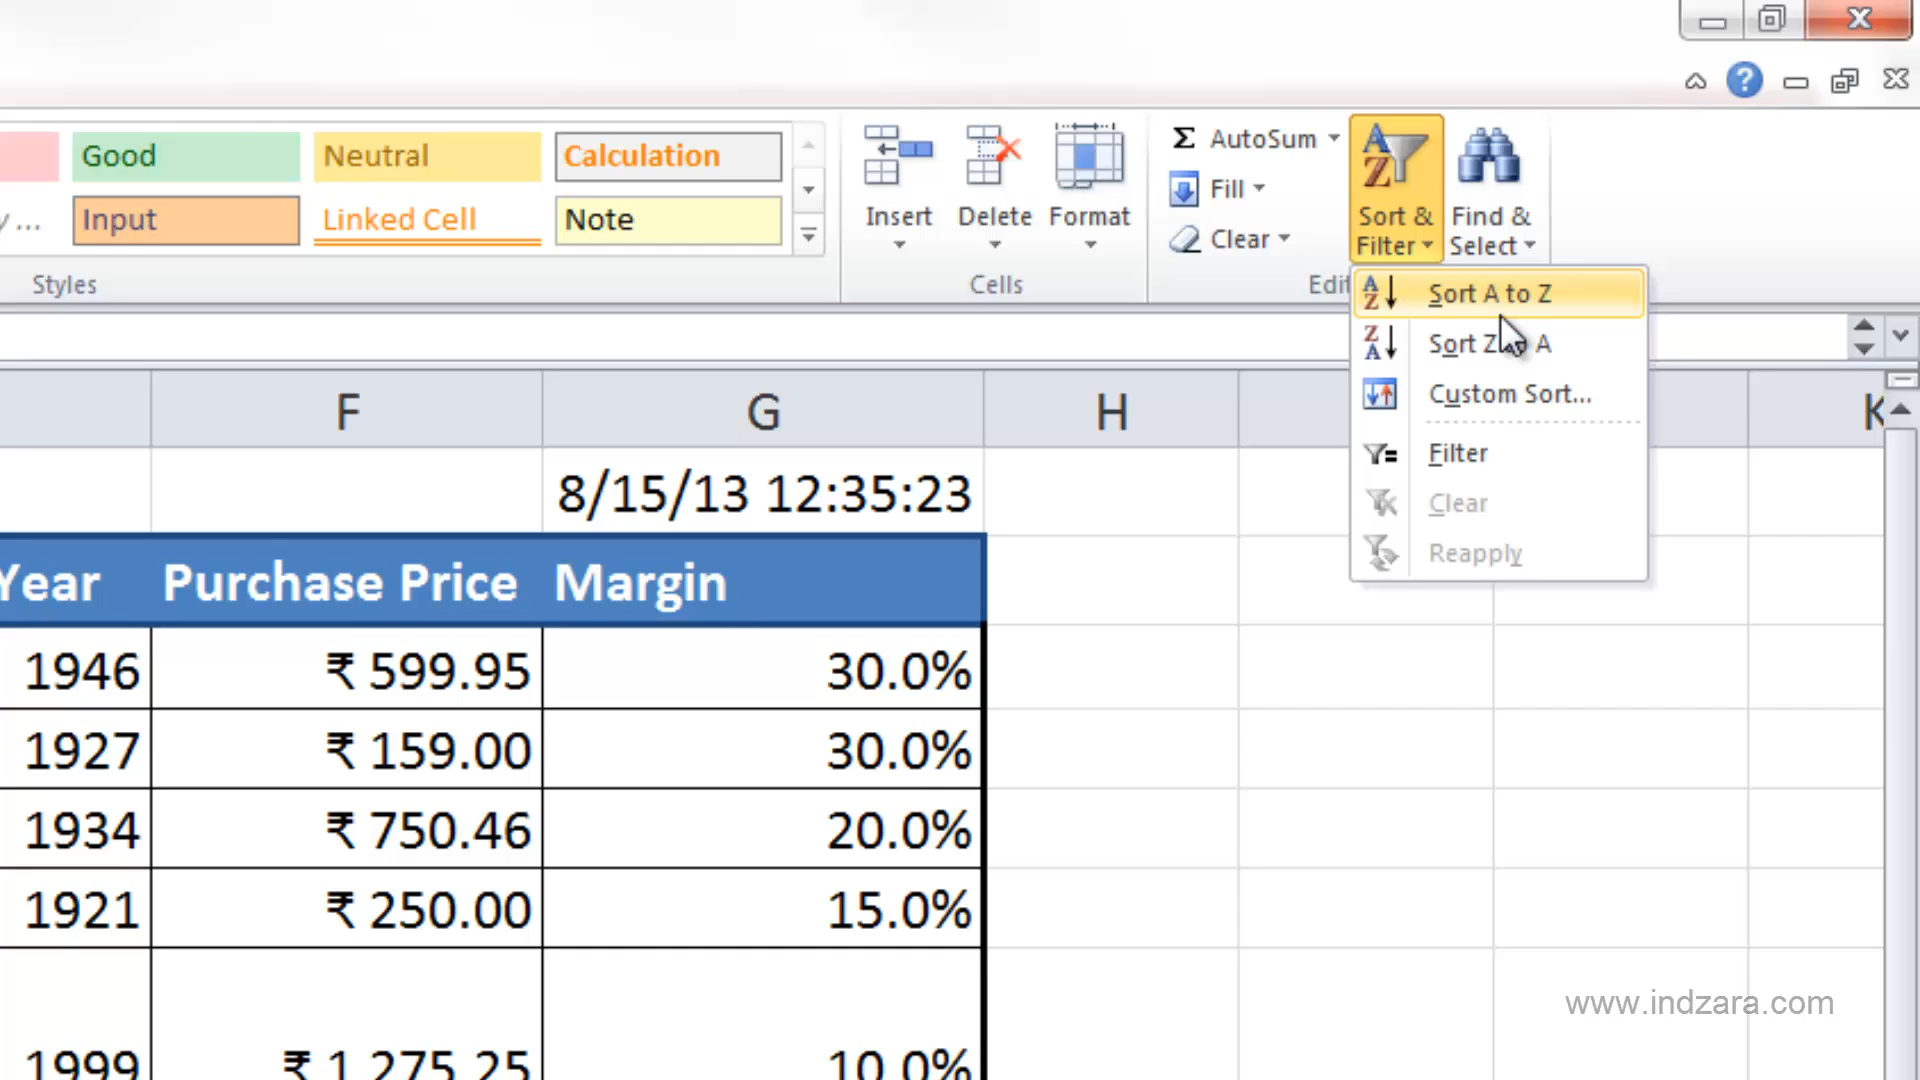 Good Neutral Calculation
y ... Input Linked Cell Note
Styles
Insert Delete Format
Cells
Σ AutoSum
Fill
Clear
Sort &
Filter
Find &
Select
Edit
Sort A to Z
Sort Z A
Custom Sort...
Filter
Clear
Reapply
F G H K
8/15/13 12:35:23
Year Purchase Price Margin
1946 ₹ 599.95 30.0%
1927 ₹ 159.00 30.0%
1934 ₹ 750.46 20.0%
1921 ₹ 250.00 15.0%
1999 ₹ 1,275.25 10.0%
www.indzara.com